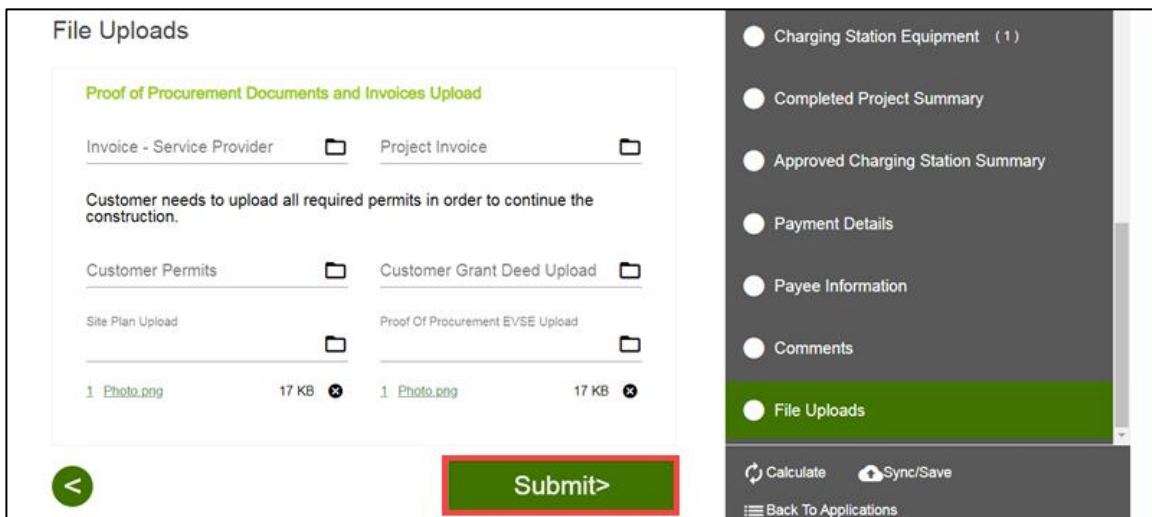 File Uploads
Proof of Procurement Documents and Invoices Upload
Invoice - Service Provider
Project Invoice
Customer needs to upload all required permits in order to continue the
construction.
Customer Permits
Customer Grant Deed Upload
Site Plan Upload
Proof Of Procurement EVSE Upload
1 Photo.png 17 KB
1 Photo.png 17 KB
<
Submit>
Charging Station Equipment (1)
Completed Project Summary
Approved Charging Station Summary
Payment Details
Payee Information
Comments
File Uploads
Calculate
Sync/Save
Back To Applications